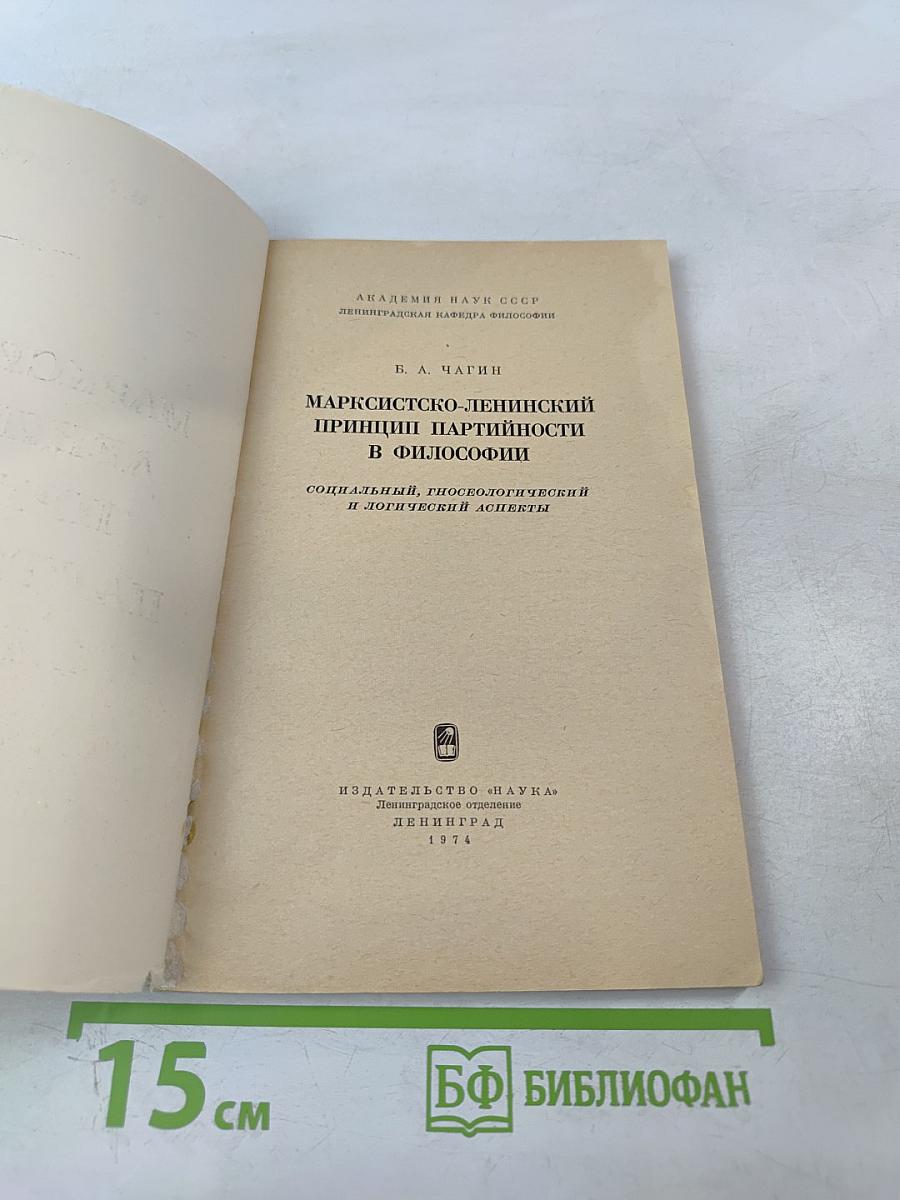 АКАДЕМИЯ НАУК СССР
ЛЕНИНГРАДСКАЯ КАФЕДРА ФИЛОСОФИИ
Б. А. ЧАГИН
МАРКСИСТСКО-ЛЕНИНСКИЙ
ПРИНЦИП ПАРТИЙНОСТИ
В ФИЛОСОФИИ
СОЦИАЛЬНЫЙ, ГНОСЕОЛОГИЧЕСКИЙ
И ЛОГИЧЕСКИЙ АСПЕКТЫ
ИЗДАТЕЛЬСТВО «НАУКА»
Ленинградское отделение
ЛЕНИНГРАД
1974
15 см
БФ БИБЛИОФАН